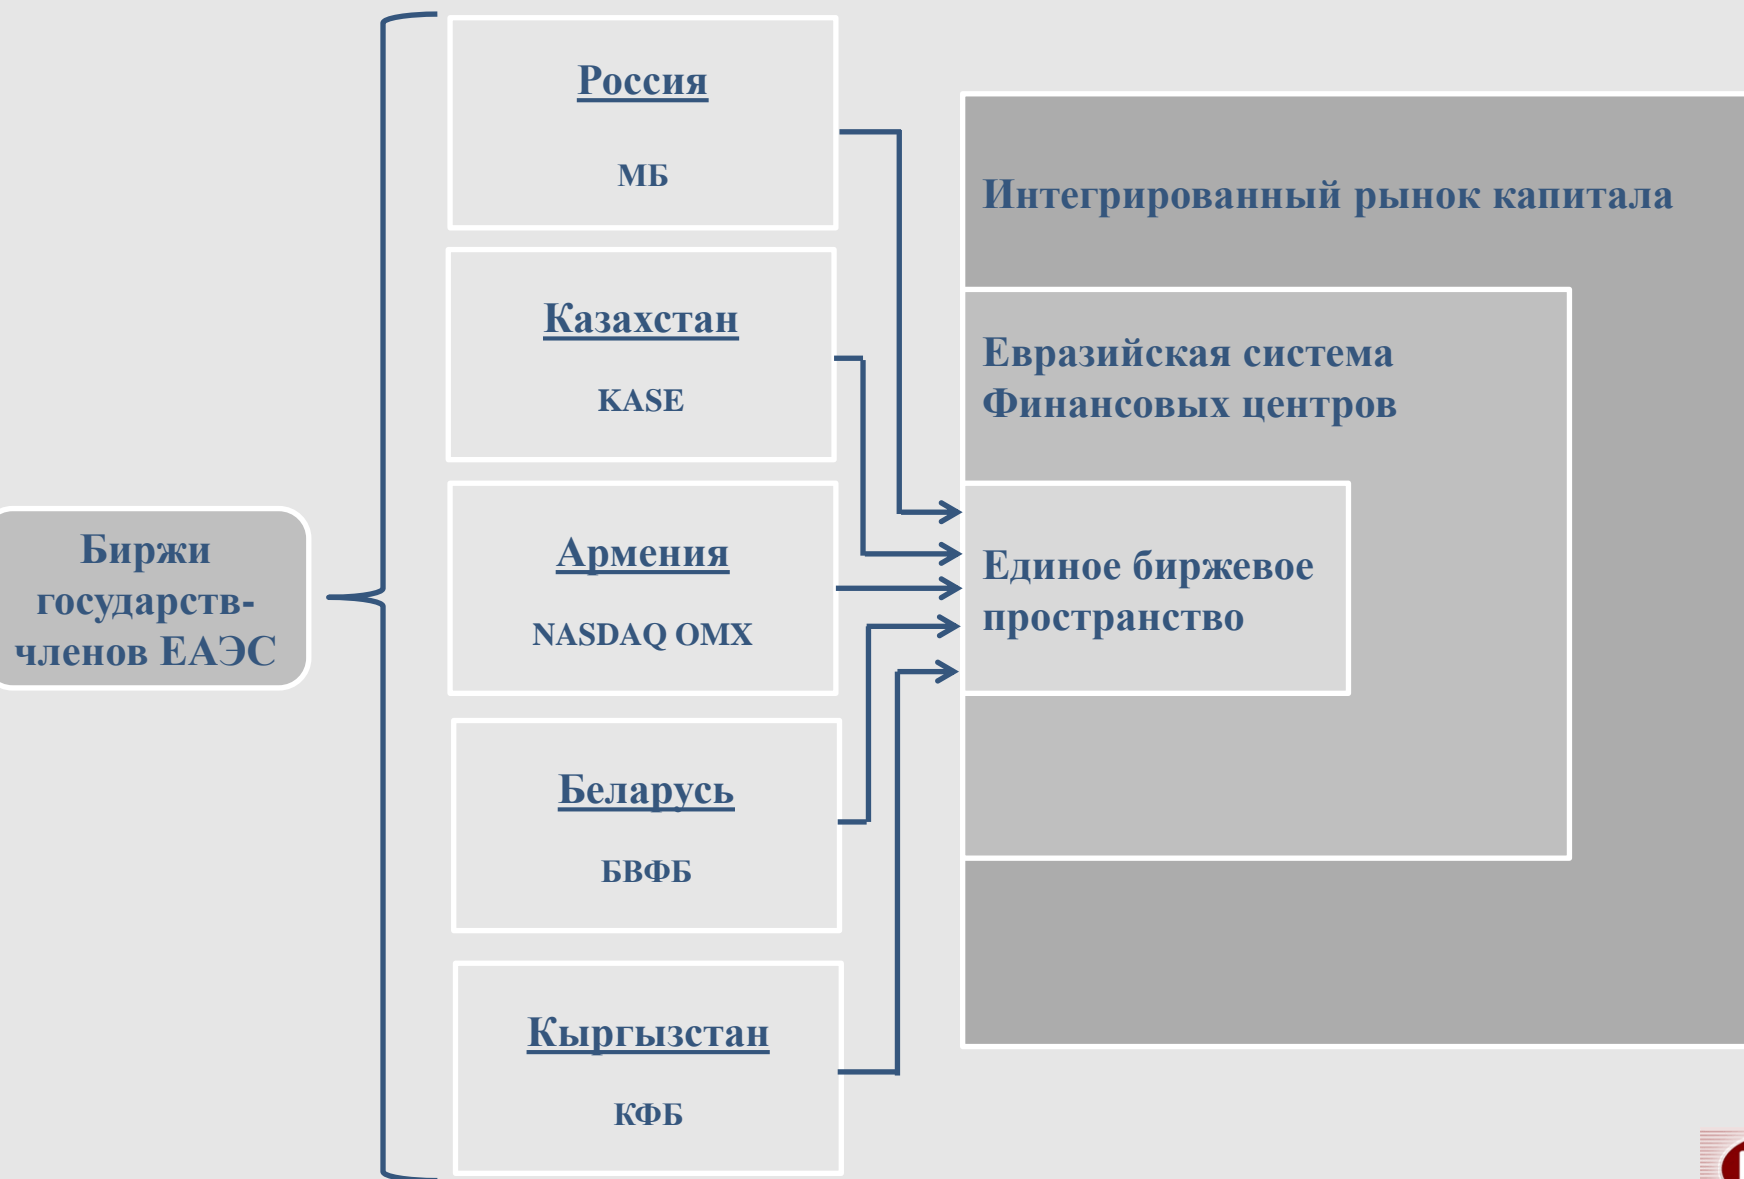 Россия
МБ
Казахстан
KASE
Армения
NASDAQ OMX
Беларусь
БВФБ
Кыргызстан
КФБ
Биржи
государств-
членов ЕАЭС
Интегрированный рынок капитала
Евразийская система
Финансовых центров
Единое биржевое
пространство